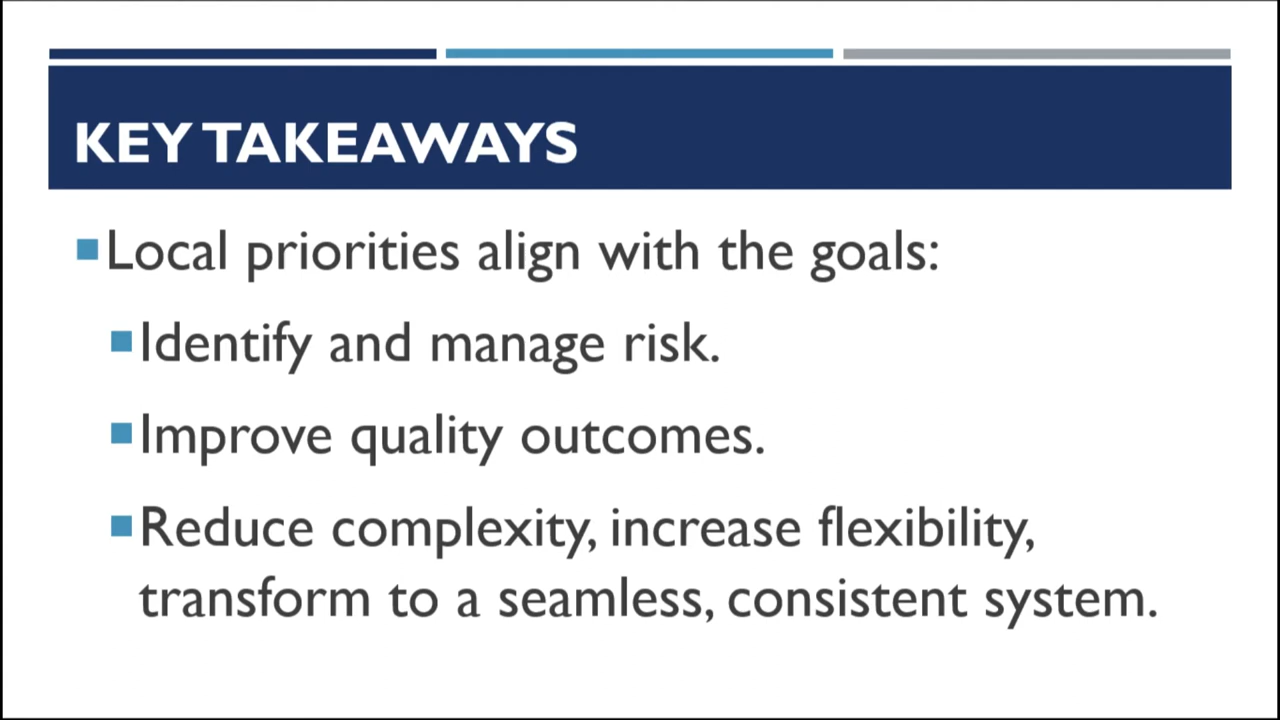 KEY TAKEAWAYS
Local priorities align with the goals:
Identify and manage risk.
Improve quality outcomes.
Reduce complexity, increase flexibility,
transform to a seamless, consistent system.